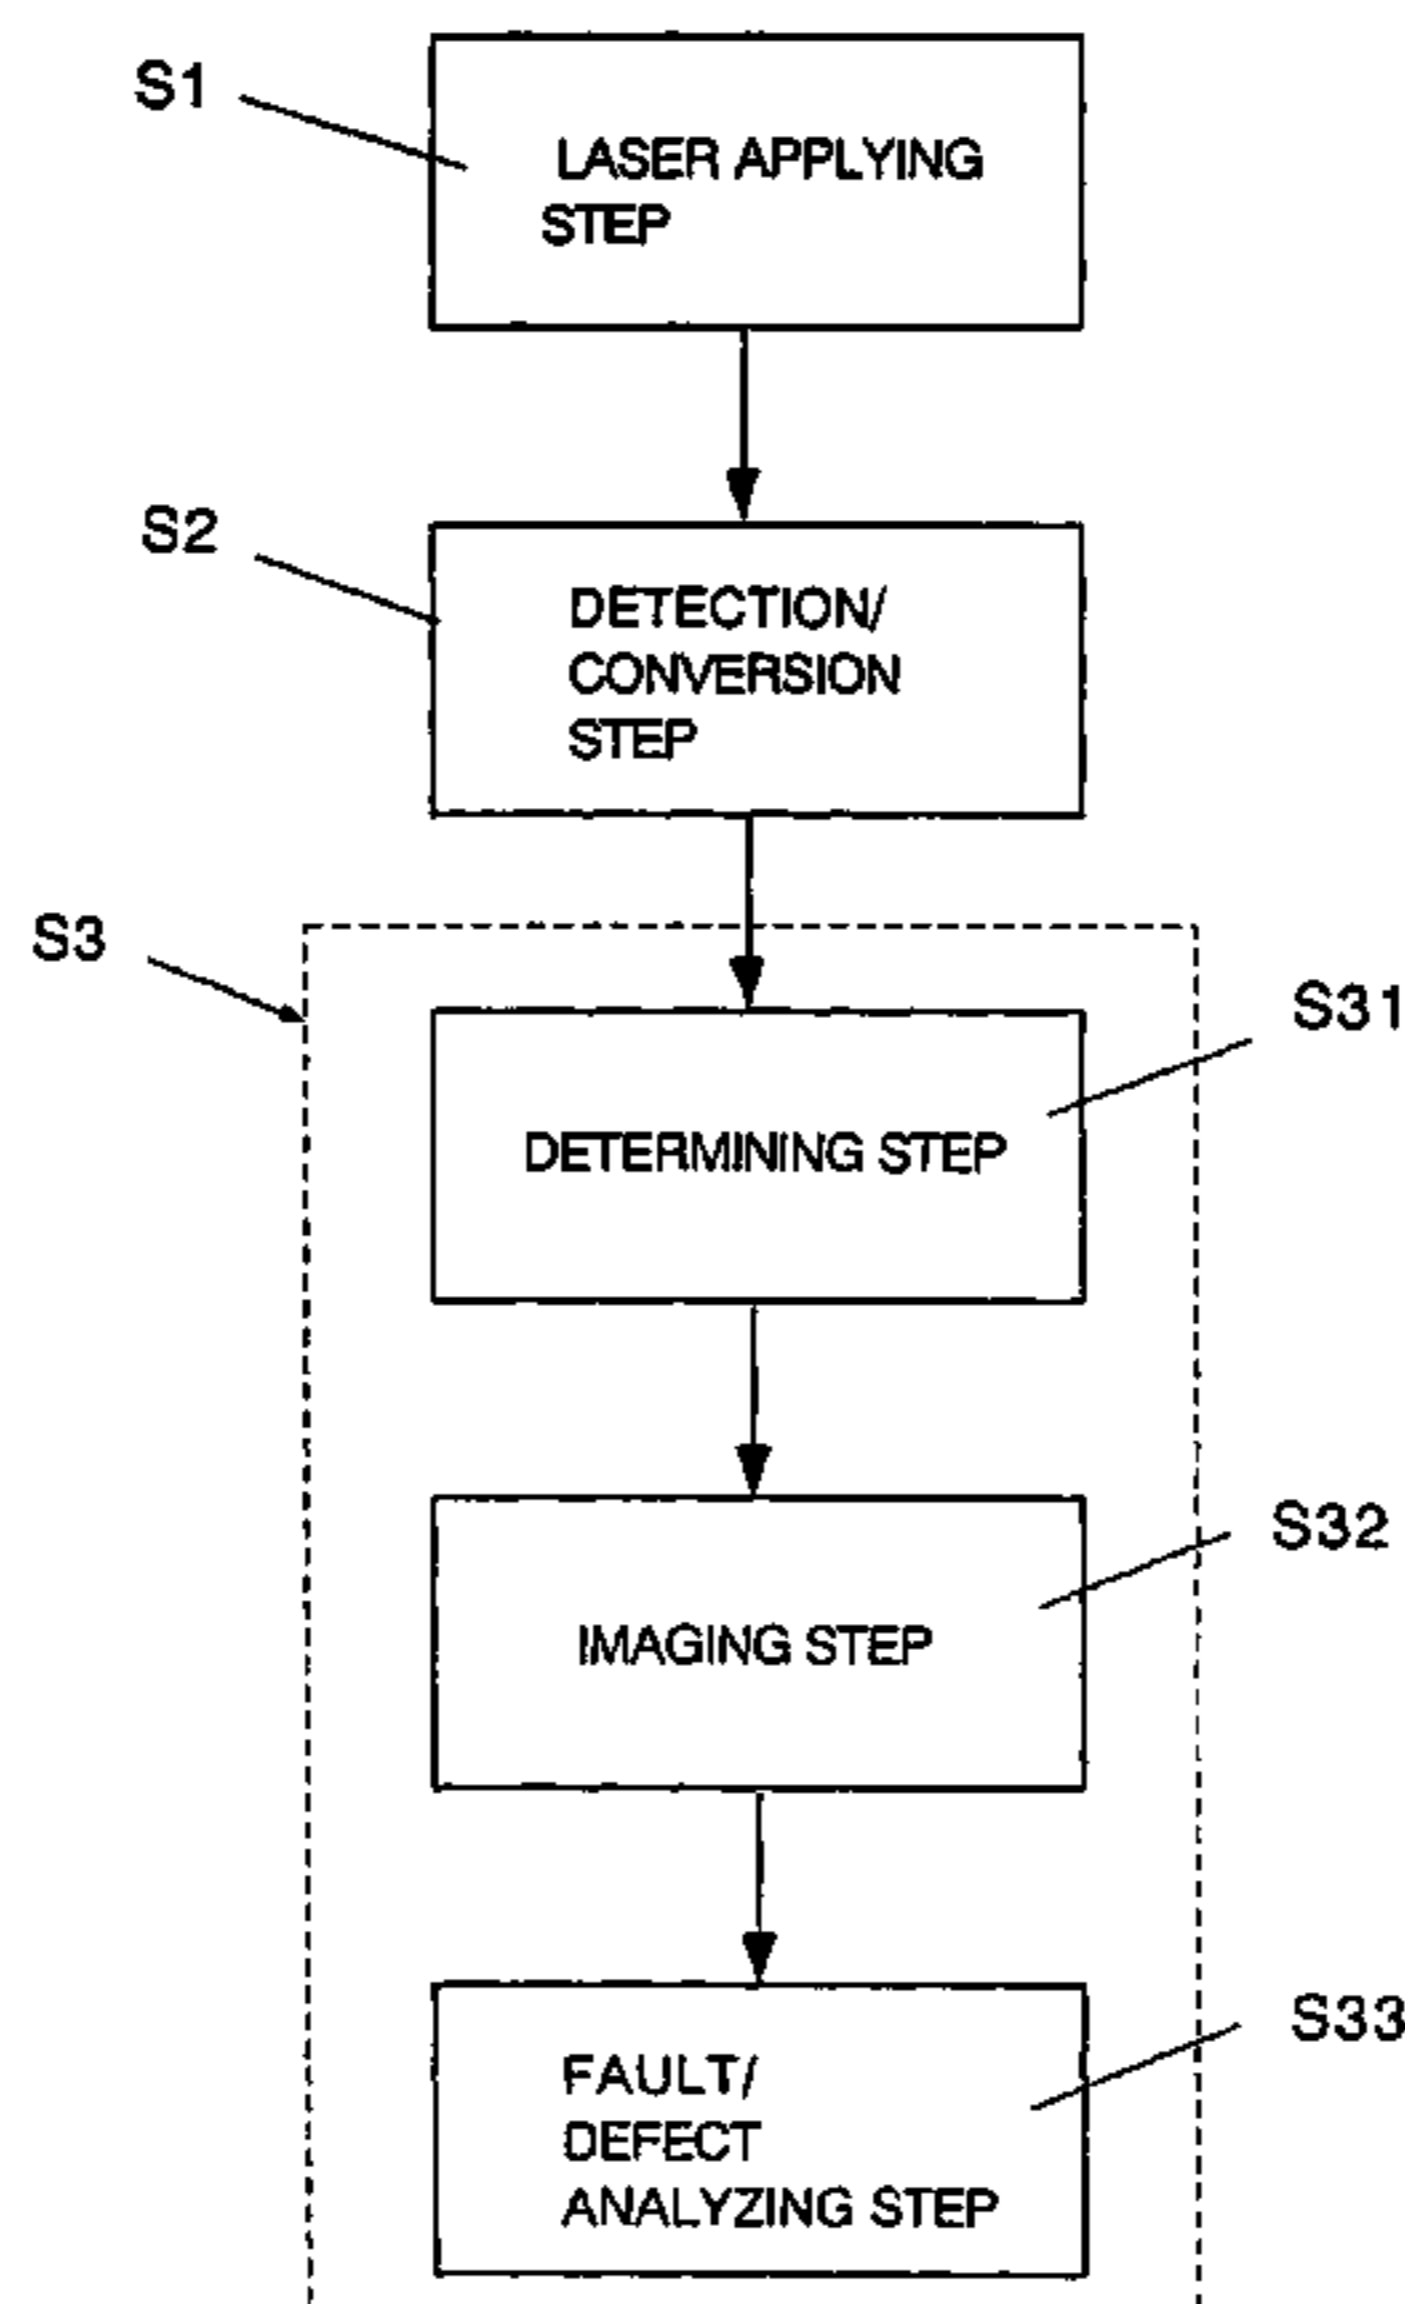 S1
LASER APPLYING
STEP
S2
DETECTION/
CONVERSION
STEP
S3
S31
DETERMINING STEP
S32
IMAGING STEP
S33
FAULT/
DEFECT
ANALYZING STEP